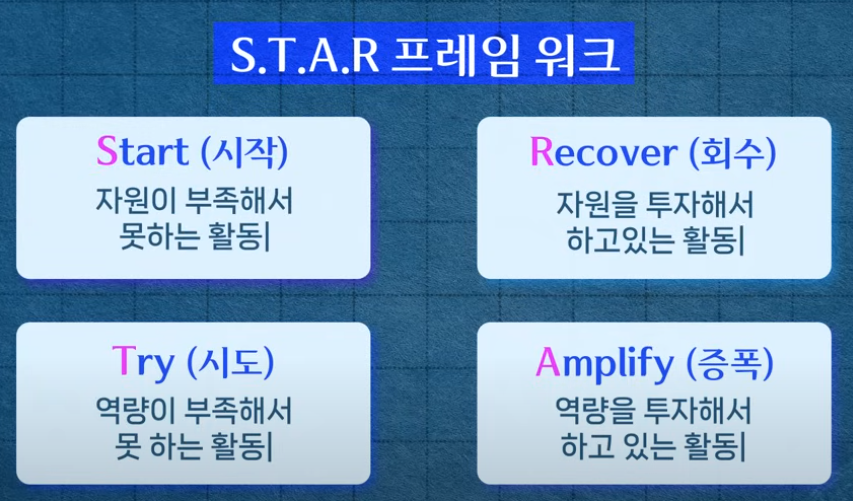 S.T.A.R 프레임 워크
Start (시작)
자원이 부족해서
못하는 활동|
Recover (회수)
자원을 투자해서
하고있는 활동|
Try (시도)
역량이 부족해서
못 하는 활동|
Amplify (증폭)
역량을 투자해서
하고 있는 활동|